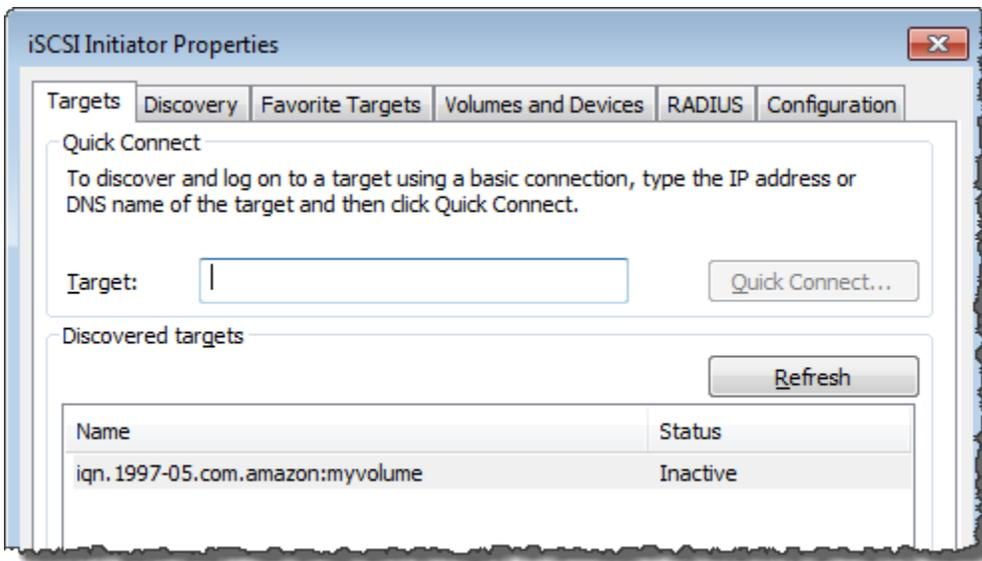 iSCSI Initiator Properties
Targets Discovery Favorite Targets Volumes and Devices RADIUS Configuration
Quick Connect
To discover and log on to a target using a basic connection, type the IP address or
DNS name of the target and then click Quick Connect.
Target:
Quick Connect...
Discovered targets
Refresh
Name Status
iqn.1997-05.com.amazon:myvolume Inactive